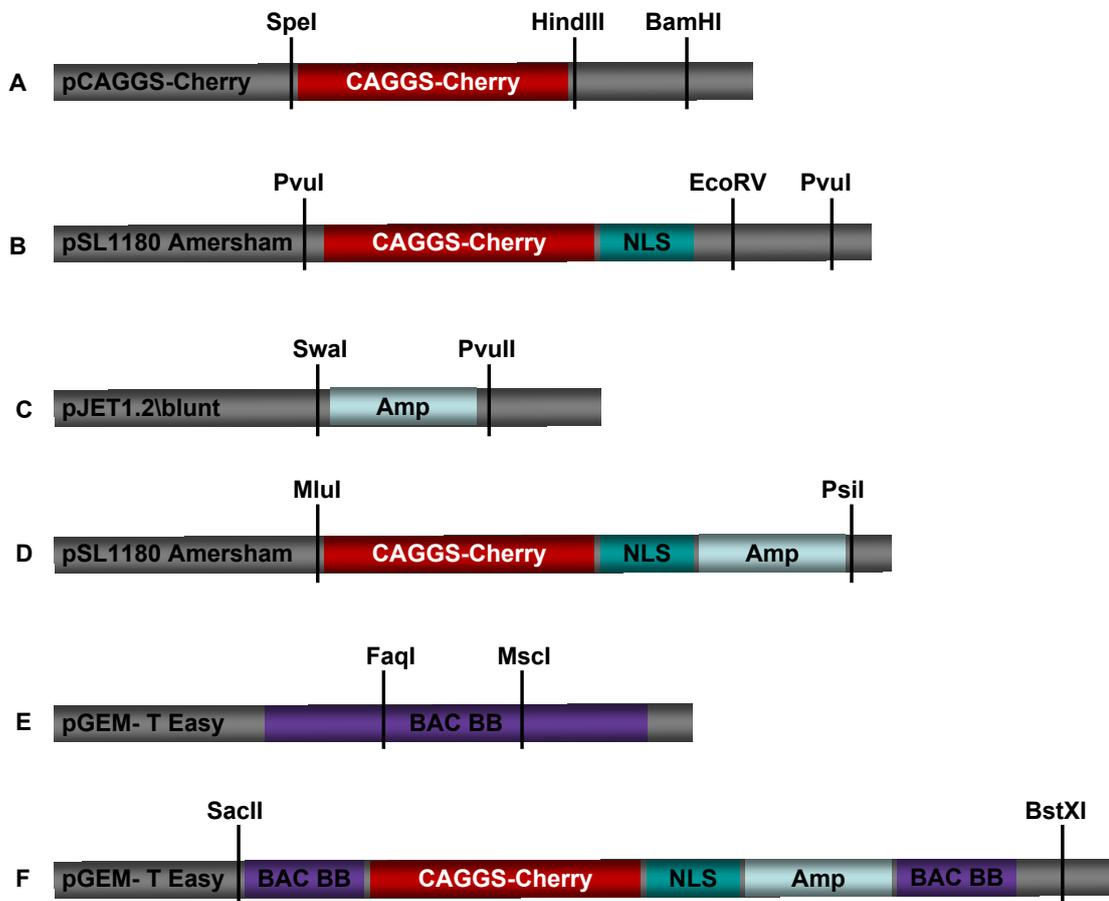 SpeI HindIII BamHI
A pCAGGS-Cherry CAGGS-Cherry
PvuI EcoRV PvuI
B pSL1180 Amersham CAGGS-Cherry NLS
SwaI PvuII
C pJET1.2\blunt Amp
MluI PsiI
D pSL1180 Amersham CAGGS-Cherry NLS Amp
FaqI MscI
E pGEM- T Easy BAC BB
SacII BstXI
F pGEM- T Easy BAC BB CAGGS-Cherry NLS Amp BAC BB